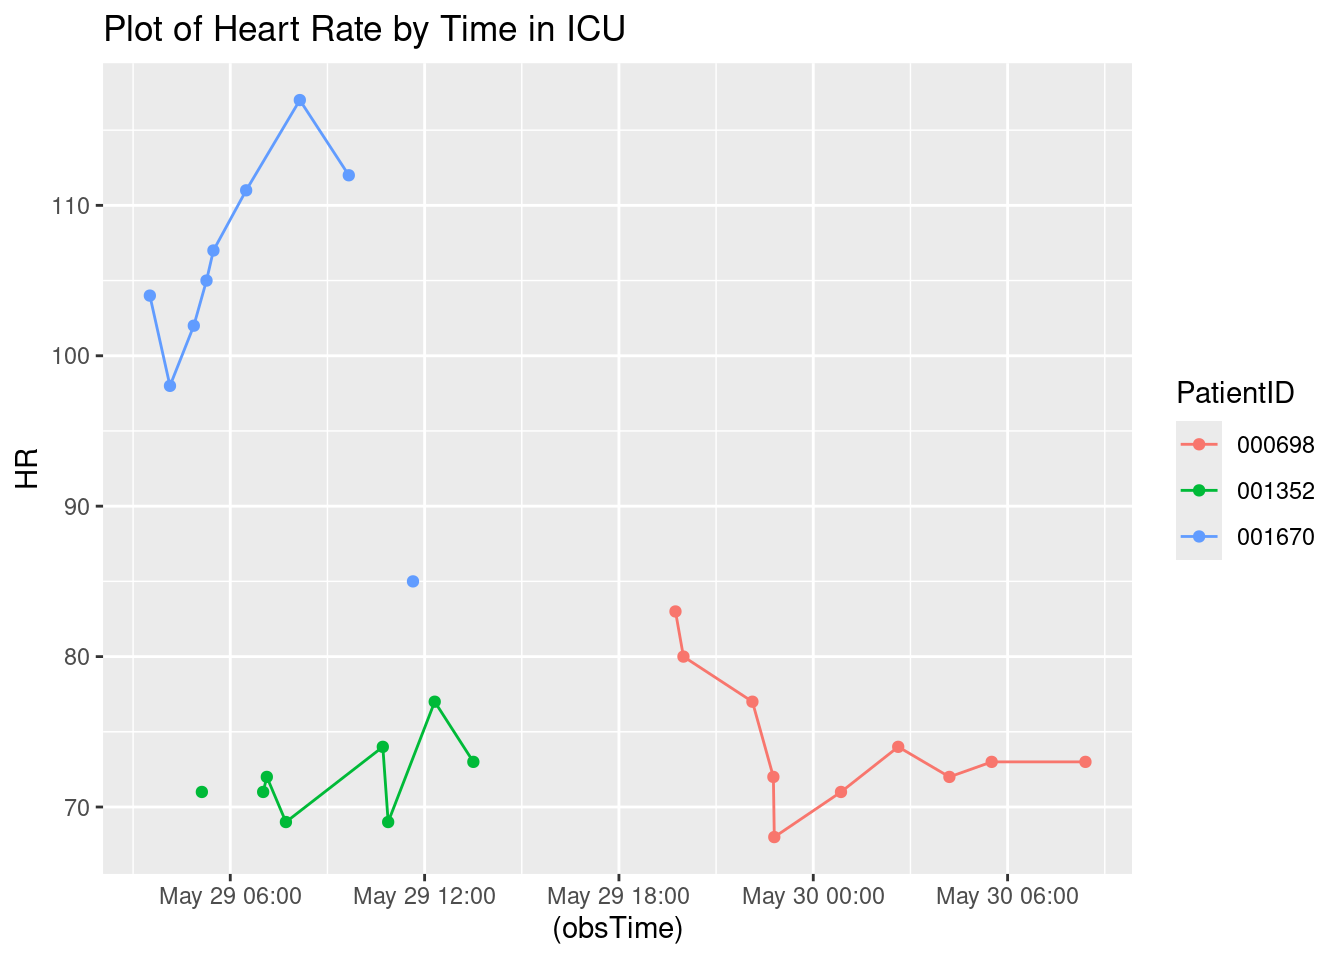 Plot of Heart Rate by Time in ICU
HR
110
100
90
80
70
May 29 06:00
May 29 12:00
May 29 18:00
May 30 00:00
May 30 06:00
(obsTime)
PatientID
000698
001352
001670